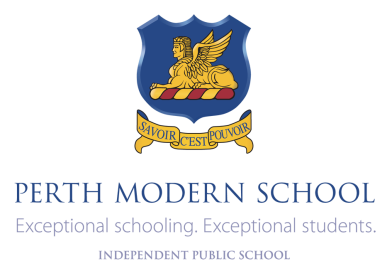 SAVOIR C'EST POUVOIR
PERTH MODERN SCHOOL
Exceptional schooling. Exceptional students.
INDEPENDENT PUBLIC SCHOOL